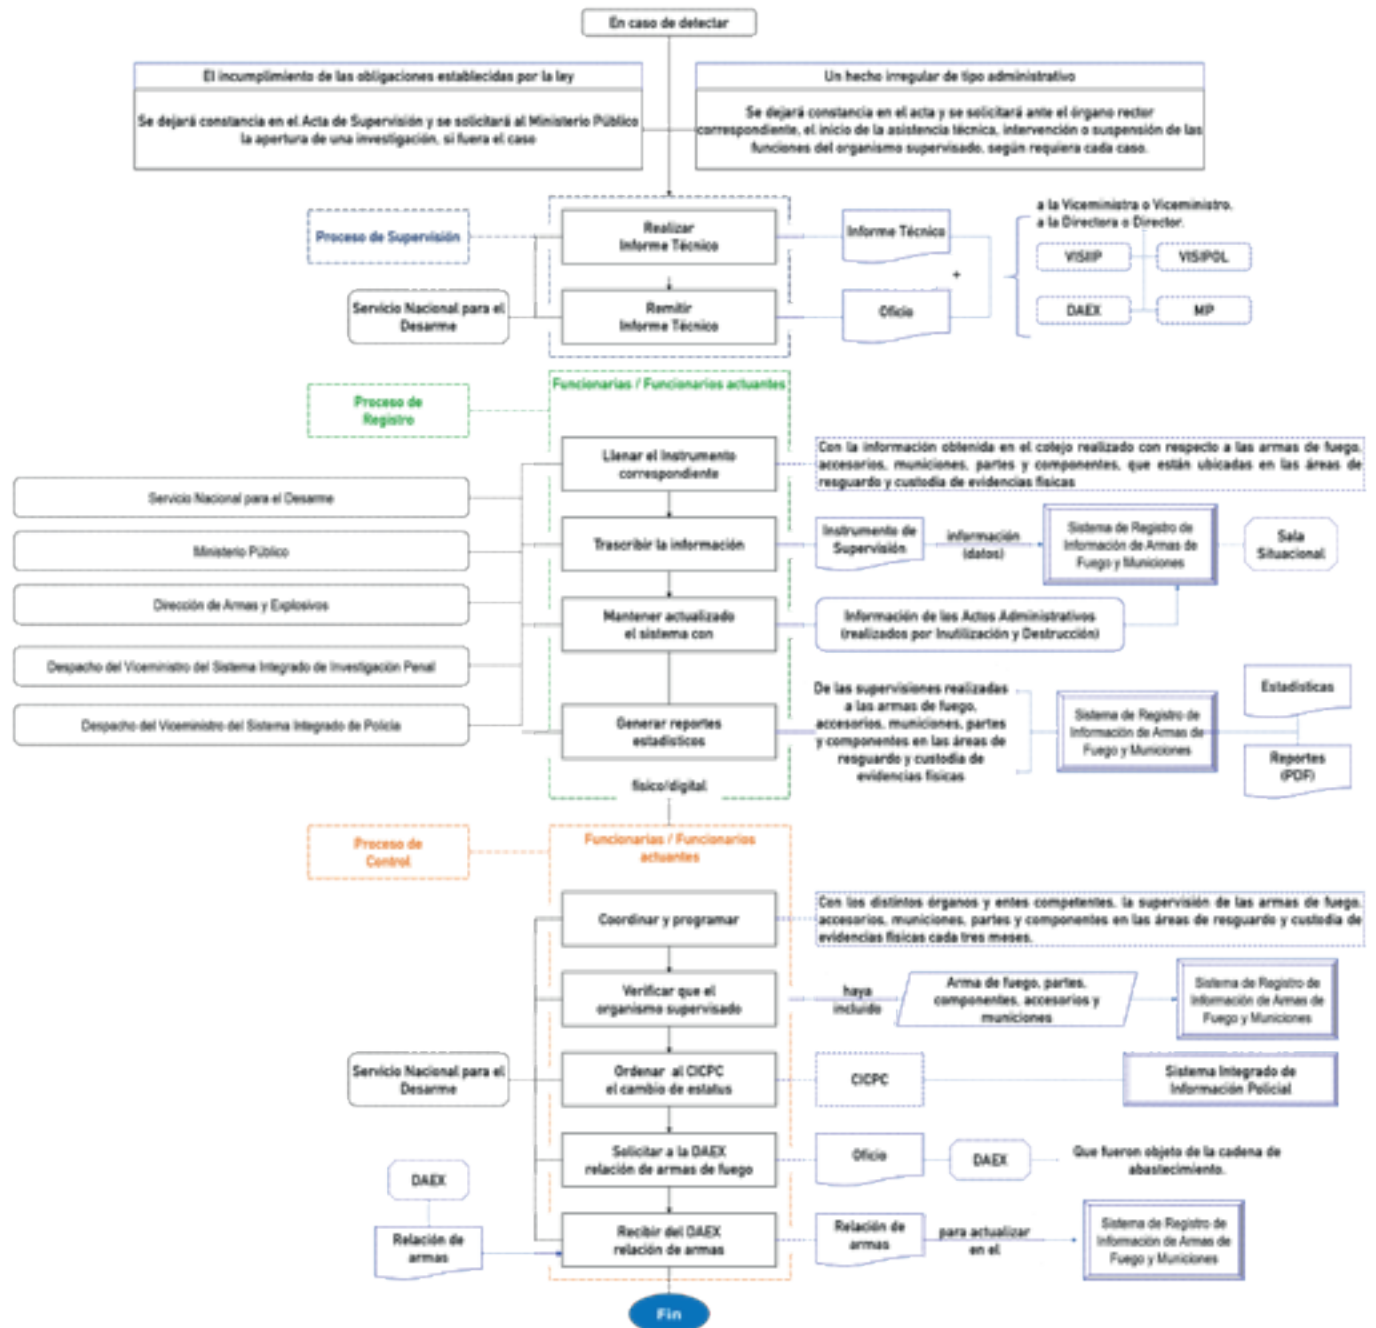 En caso de detectar
El incumplimiento de las obligaciones establecidas por la ley
Se dejará constancia en el Acta de Supervisión y se solicitará al Ministerio Público
la apertura de una investigación, si fuera el caso
Un hecho irregular de tipo administrativo
Se dejará constancia en el acta y se solicitará ante el órgano rector
correspondiente, el inicio de la asistencia técnica, intervención o suspensión de las
funciones del organismo supervisado, según requiera cada caso.
Proceso de Supervisión
Servicio Nacional para el
Desarme
Realizar
Informe Técnico
Remitir
Informe Técnico
Informe Técnico
+
Oficio
a la Viceministra o Viceministro.
a la Directora o Director.
VISIIP
VISIPOL
DAEX
MP
Proceso de
Registro
Funcionarias / Funcionarios actuantes
Servicio Nacional para el Desarme
Ministerio Público
Dirección de Armas y Explosivos
Despacho del Viceministro del Sistema Integrado de Investigación Penal
Despacho del Viceministro del Sistema Integrado de Policía
Llenar el Instrumento
correspondiente
Con la información obtenida en el cotejo realizado con respecto a las armas de fuego,
accesorios, municiones, partes y componentes, que están ubicadas en las áreas de
resguardo y custodia de evidencias físicas
Trascribir la información
Instrumento de
Supervisión
información
(datos)
Sistema de Registro de
Información de Armas de
Fuego y Municiones
Sala
Situacional
Mantener actualizado
el sistema con
Información de los Actos Administrativos
(realizados por Inutilización y Destrucción)
Generar reportes
estadísticos
De las supervisiones realizadas
a las armas de fuego,
accesorios, municiones, partes
y componentes en las áreas de
resguardo y custodia de
evidencias físicas
Sistema de Registro de
Información de Armas de
Fuego y Municiones
Estadísticas
Reportes
(PDF)
físico/digital
Proceso de
Control
Funcionarias / Funcionarios
actuantes
Coordinar y programar
Con los distintos órganos y entes competentes, la supervisión de las armas de fuego,
accesorios, municiones, partes y componentes en las áreas de resguardo y custodia de
evidencias físicas cada tres meses.
Verificar que el
organismo supervisado
haya
incluido
Arma de fuego, partes,
componentes, accesorios y
municiones
Sistema de Registro de
Información de Armas de
Fuego y Municiones
Servicio Nacional para el
Desarme
Ordenar al CICPC
el cambio de estatus
CICPC
Sistema Integrado de
Información Policial
Solicitar a la DAEX
relación de armas de fuego
Oficio
DAEX
Que fueron objeto de la cadena de
abastecimiento.
DAEX
Relación de
armas
Recibir del DAEX
relación de armas
Relación de
armas
para actualizar
en el
Sistema de Registro de
Información de Armas de
Fuego y Municiones
Fin